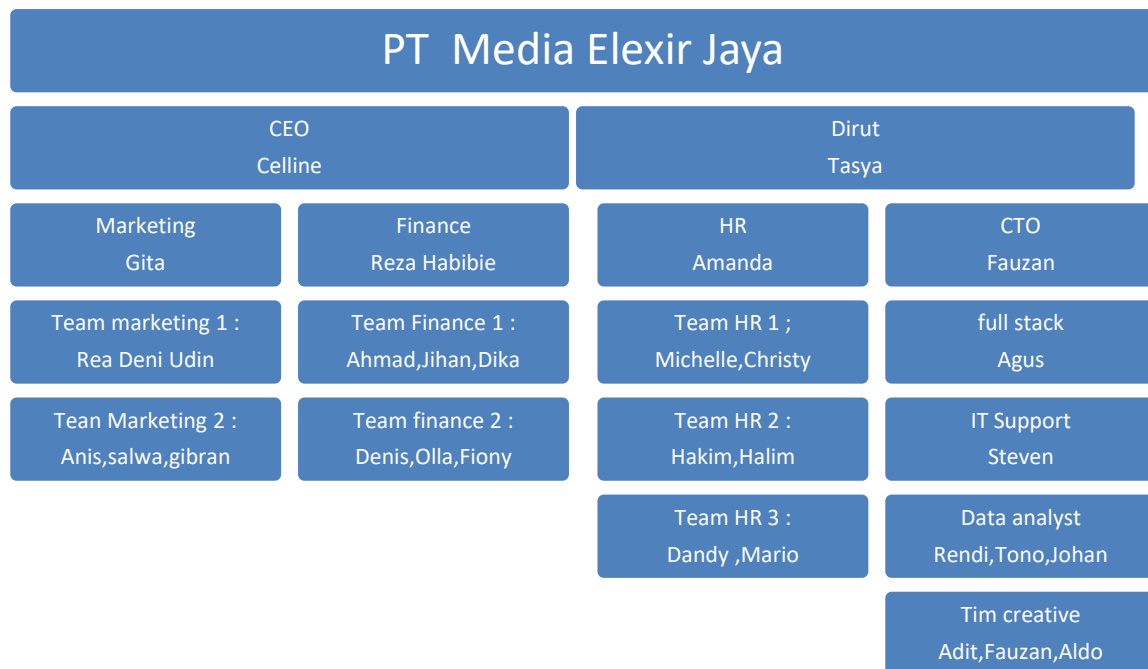 PT Media Elexir Jaya
CEO
Celline
Dirut
Tasya
Marketing
Gita
Finance
Reza Habibie
HR
Amanda
CTO
Fauzan
Team marketing 1 :
Rea Deni Udin
Team Finance 1 :
Ahmad,Jihan,Dika
Team HR 1 ;
Michelle,Christy
full stack
Agus
Tean Marketing 2 :
Anis,salwa,gibran
Team finance 2 :
Denis,Olla,Fiony
Team HR 2 :
Hakim,Halim
IT Support
Steven
Team HR 3 :
Dandy ,Mario
Data analyst
Rendi,Tono,Johan
Tim creative
Adit,Fauzan,Aldo